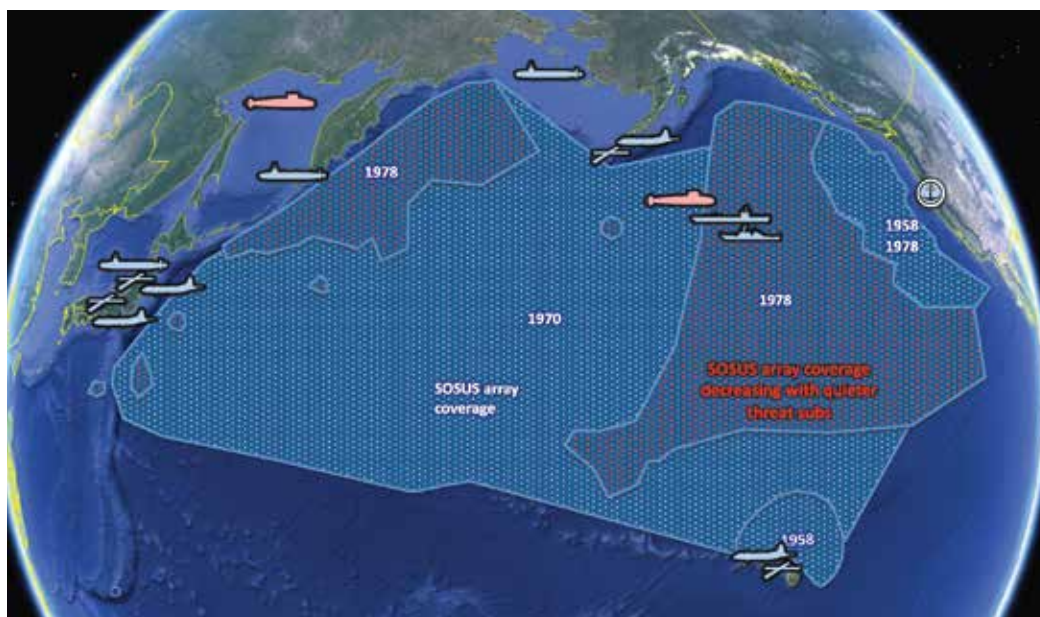 1978
1958
1978
1978
1970
SOSUS array coverage
decreasing with quieter
threat subs
SOSUS array
coverage
1958